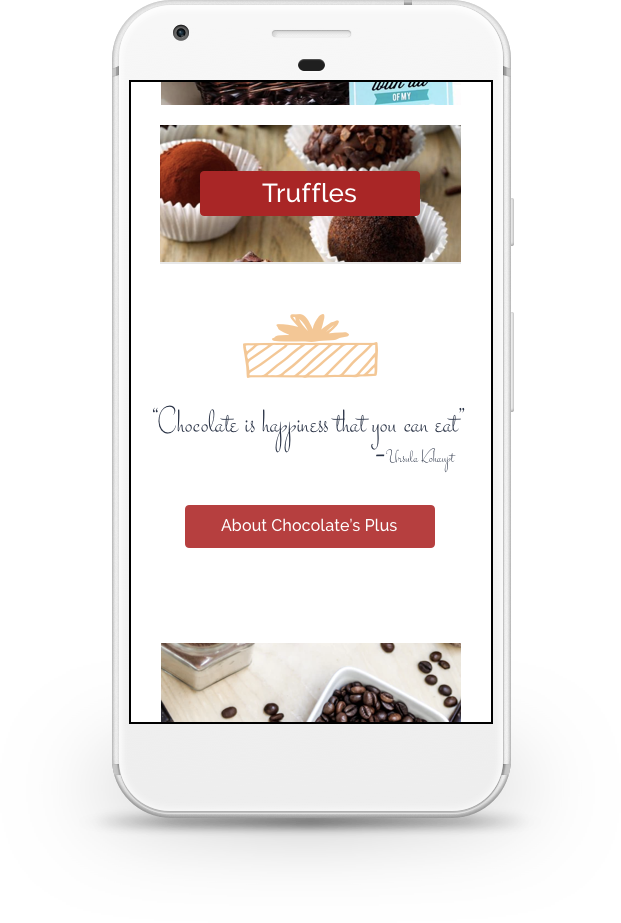 with all
OF MY
Truffles
“Chocolate is happiness that you can eat”
–Ursula Kohaupt
About Chocolate's Plus